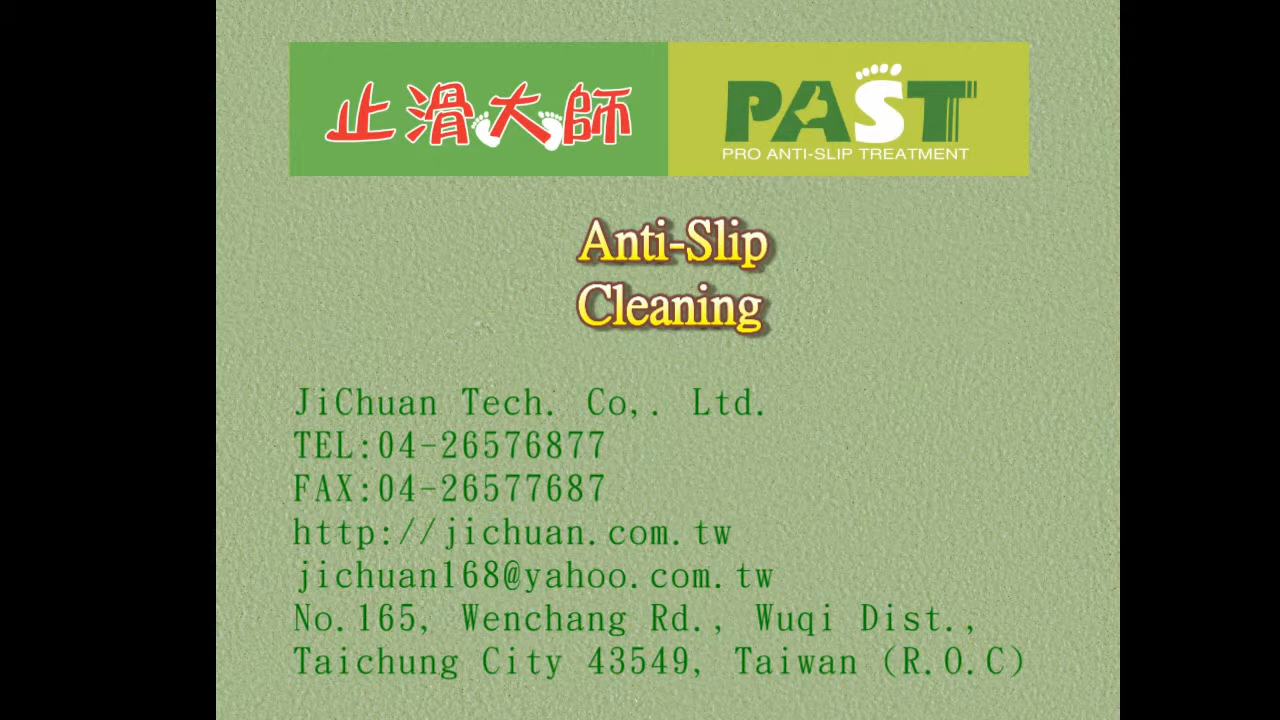 止滑大師
PAST
PRO ANTI-SLIP TREATMENT
Anti-Slip
Cleaning
JiChuan Tech. Co,. Ltd.
TEL:04-26576877
FAX:04-26577687
http://jichuan.com.tw
jichuan168@yahoo.com.tw
No.165, Wenchang Rd., Wuqi Dist.,
Taichung City 43549, Taiwan (R.O.C)